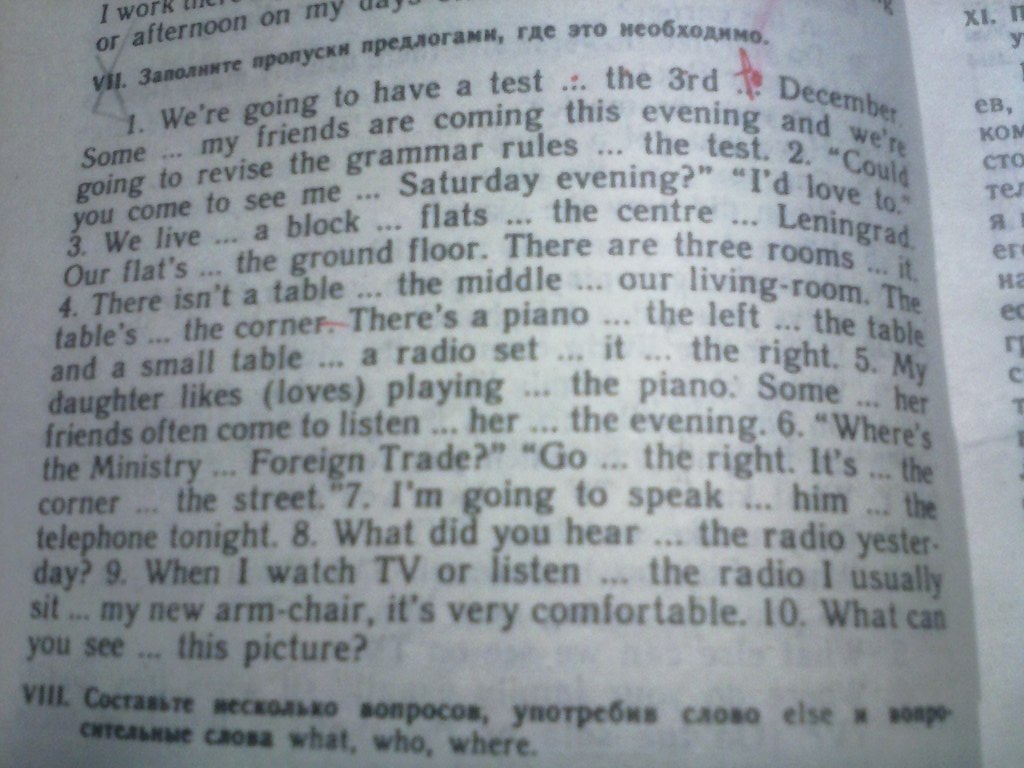 I work there
or afternoon on my days
VII. Заполните пропуски предлогами, где это необходимо.
1. We're going to have a test ... the 3rd ... December.
Some ... my friends are coming this evening and we're
going to revise the grammar rules ... the test. 2. "Could
you come to see me ... Saturday evening?" "I'd love to."
3. We live ... a block ... flats ... the centre ... Leningrad.
Our flat's ... the ground floor. There are three rooms ... it.
4. There isn't a table ... the middle ... our living-room. The
table's ... the corner. There's a piano ... the left ... the table
and a small table ... a radio set ... it ... the right. 5. My
daughter likes (loves) playing ... the piano. Some ... her
friends often come to listen ... her ... the evening. 6. "Where's
the Ministry ... Foreign Trade?" "Go ... the right. It's ... the
corner ... the street." 7. I'm going to speak ... him ... the
telephone tonight. 8. What did you hear ... the radio yester-
day? 9. When I watch TV or listen ... the radio I usually
sit ... my new arm-chair, it's very comfortable. 10. What can
you see ... this picture?
VIII. Составьте несколько вопросов, употребив слово else и вопро-
сительные слова what, who, where.
XI.
ев,
ком
сто
тел
я
его
на